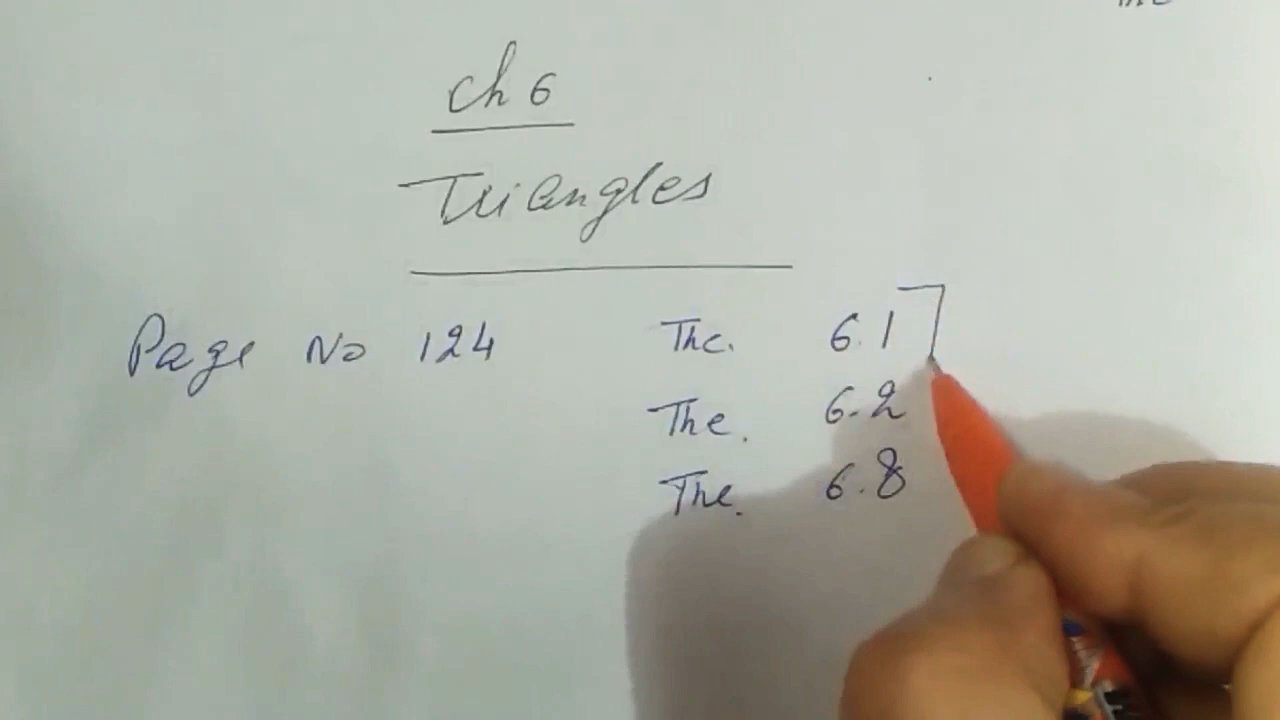 Ch 6
Triangles
Page No 124 The. 6.1
The. 6.2
The. 6.8